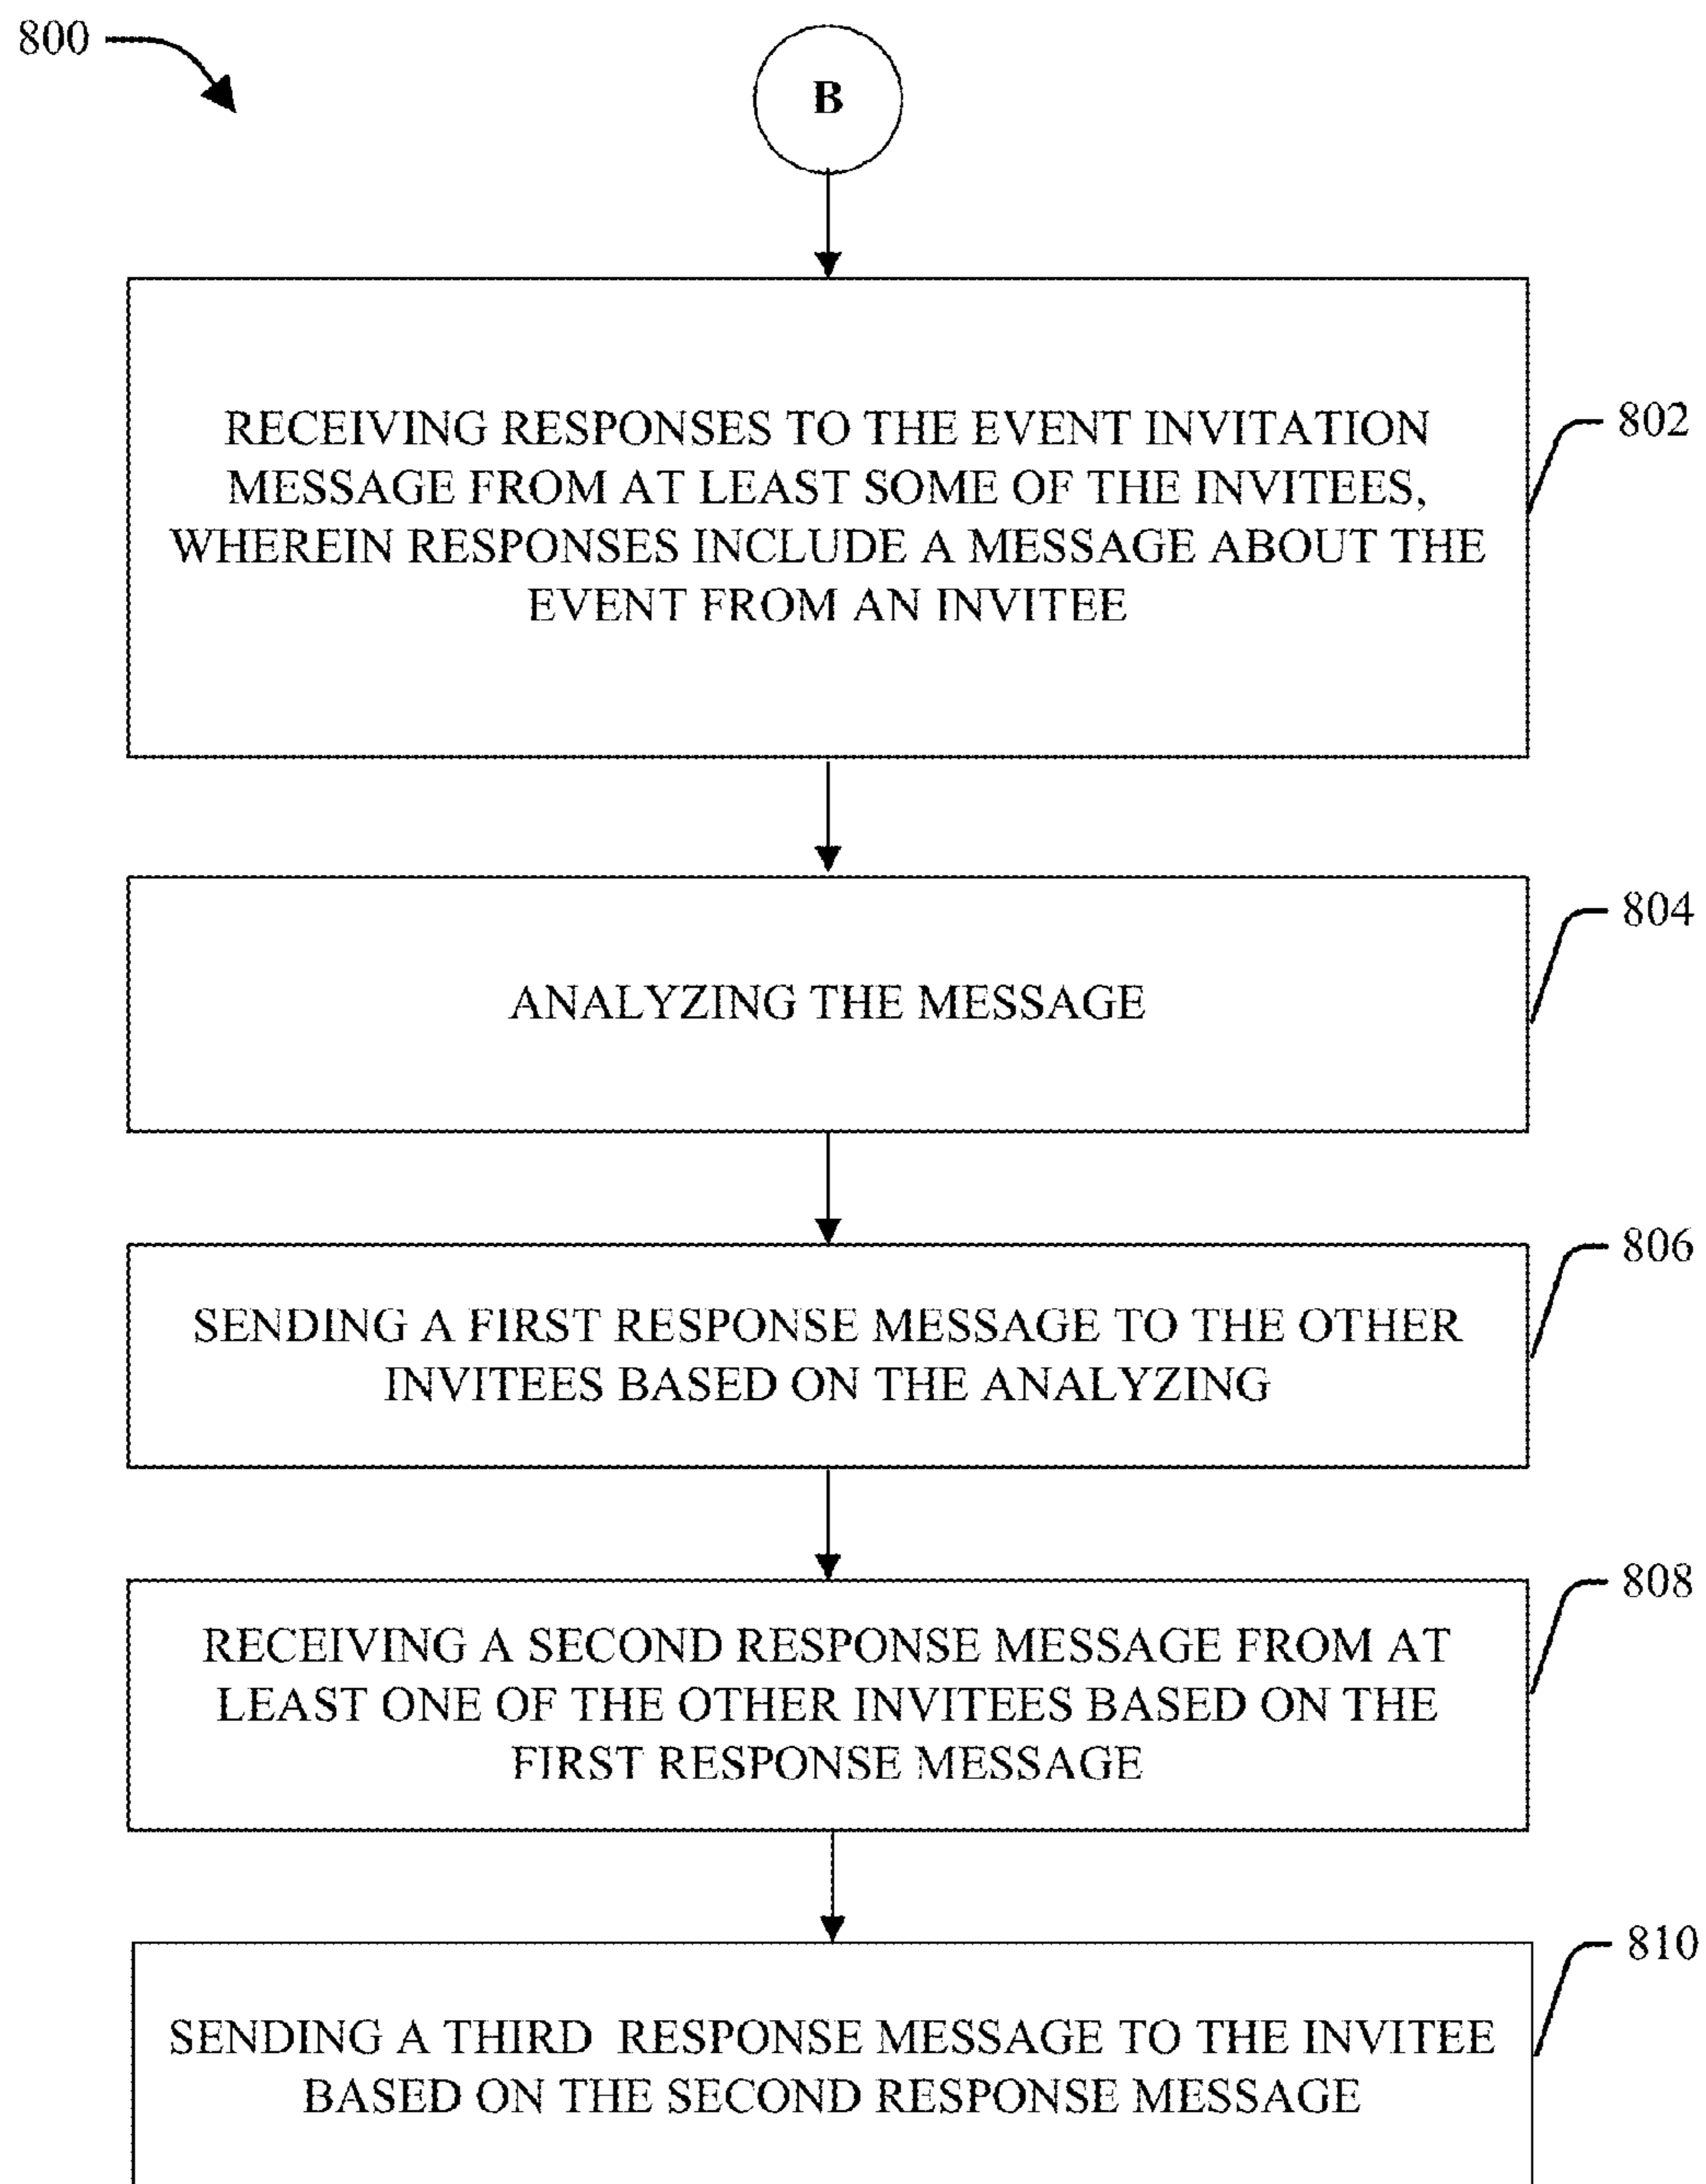 800
B
RECEIVING RESPONSES TO THE EVENT INVITATION
MESSAGE FROM AT LEAST SOME OF THE INVITEES,
WHEREIN RESPONSES INCLUDE A MESSAGE ABOUT THE
EVENT FROM AN INVITEE
802
ANALYZING THE MESSAGE
804
SENDING A FIRST RESPONSE MESSAGE TO THE OTHER
INVITEES BASED ON THE ANALYZING
806
RECEIVING A SECOND RESPONSE MESSAGE FROM AT
LEAST ONE OF THE OTHER INVITEES BASED ON THE
FIRST RESPONSE MESSAGE
808
SENDING A THIRD RESPONSE MESSAGE TO THE INVITEE
BASED ON THE SECOND RESPONSE MESSAGE
810